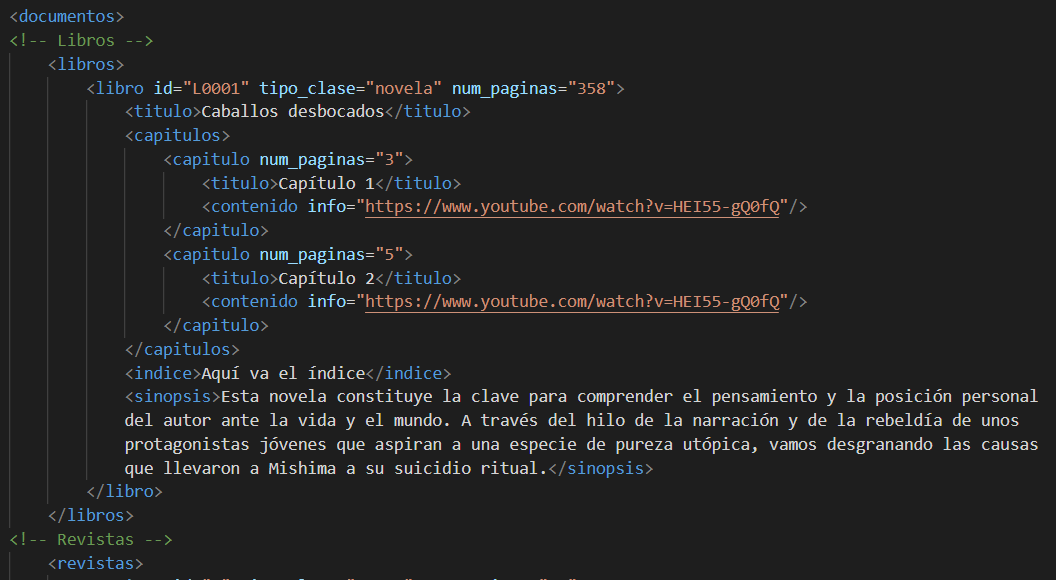 <documentos>
<!-- Libros -->
<libros>
<libro id="L0001" tipo_clase="novela" num_paginas="358">
<titulo>Caballos desbocados</titulo>
<capitulos>
<capitulo num_paginas="3">
<titulo>Capítulo 1</titulo>
<contenido info="https://www.youtube.com/watch?v=HEI55-gQ0fQ"/>
</capitulo>
<capitulo num_paginas="5">
<titulo>Capítulo 2</titulo>
<contenido info="https://www.youtube.com/watch?v=HEI55-gQ0fQ"/>
</capitulo>
</capitulos>
<indice>Aquí va el índice</indice>
<sinopsis>Esta novela constituye la clave para comprender el pensamiento y la posición personal
del autor ante la vida y el mundo. A través del hilo de la narración y de la rebeldía de unos
protagonistas jóvenes que aspiran a una especie de pureza utópica, vamos desgranando las causas
que llevaron a Mishima a su suicidio ritual.</sinopsis>
</libro>
</libros>
<!-- Revistas -->
<revistas>